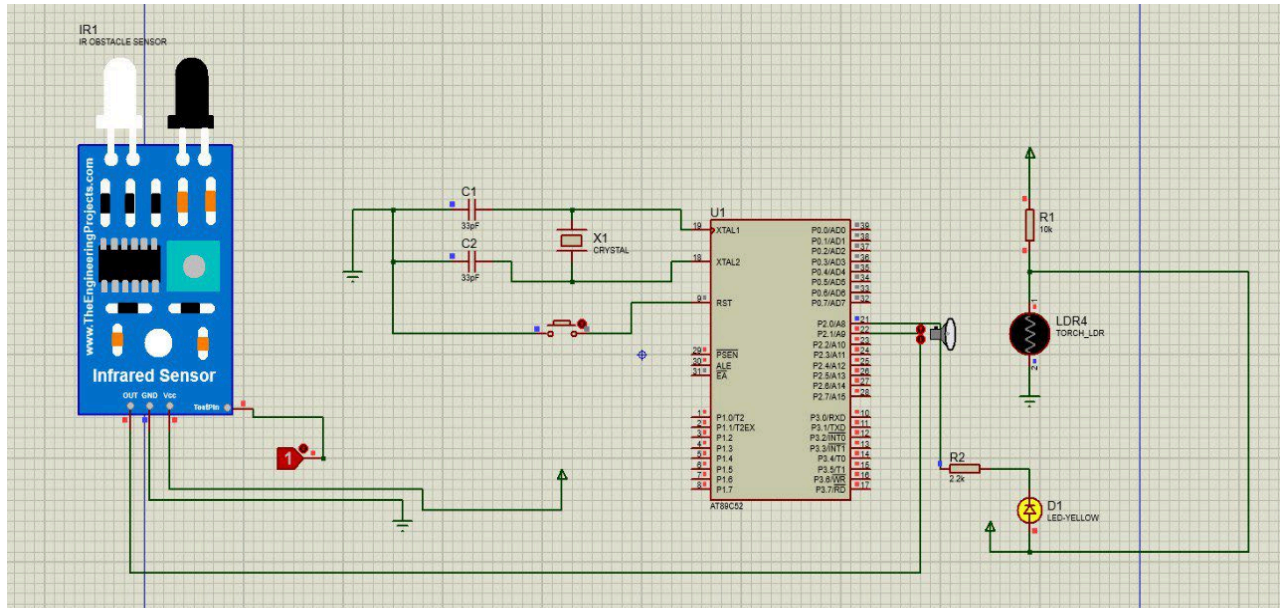 IR1
IR OBSTACLE SENSOR
www.TheEngineeringProjects.com
Infrared Sensor
OUT GND Vcc
TestPin
1
C1
33pF
C2
33pF
X1
CRYSTAL
U1
19 XTAL1
18 XTAL2
9 RST
29 PSEN
30 ALE
31 EA
1 P1.0/T2
2 P1.1/T2EX
3 P1.2
4 P1.3
5 P1.4
6 P1.5
7 P1.6
8 P1.7
P0.0/AD0 39
P0.1/AD1 38
P0.2/AD2 37
P0.3/AD3 36
P0.4/AD4 35
P0.5/AD5 34
P0.6/AD6 33
P0.7/AD7 32
P2.0/A8 21
P2.1/A9 22
P2.2/A10 23
P2.3/A11 24
P2.4/A12 25
P2.5/A13 26
P2.6/A14 27
P2.7/A15 28
P3.0/RXD 10
P3.1/TXD 11
P3.2/INT0 12
P3.3/INT1 13
P3.4/T0 14
P3.5/T1 15
P3.6/WR 16
P3.7/RD 17
AT89C52
R1
10k
1
LDR4
TORCH_LDR
2
R2
2.2k
D1
LED-YELLOW